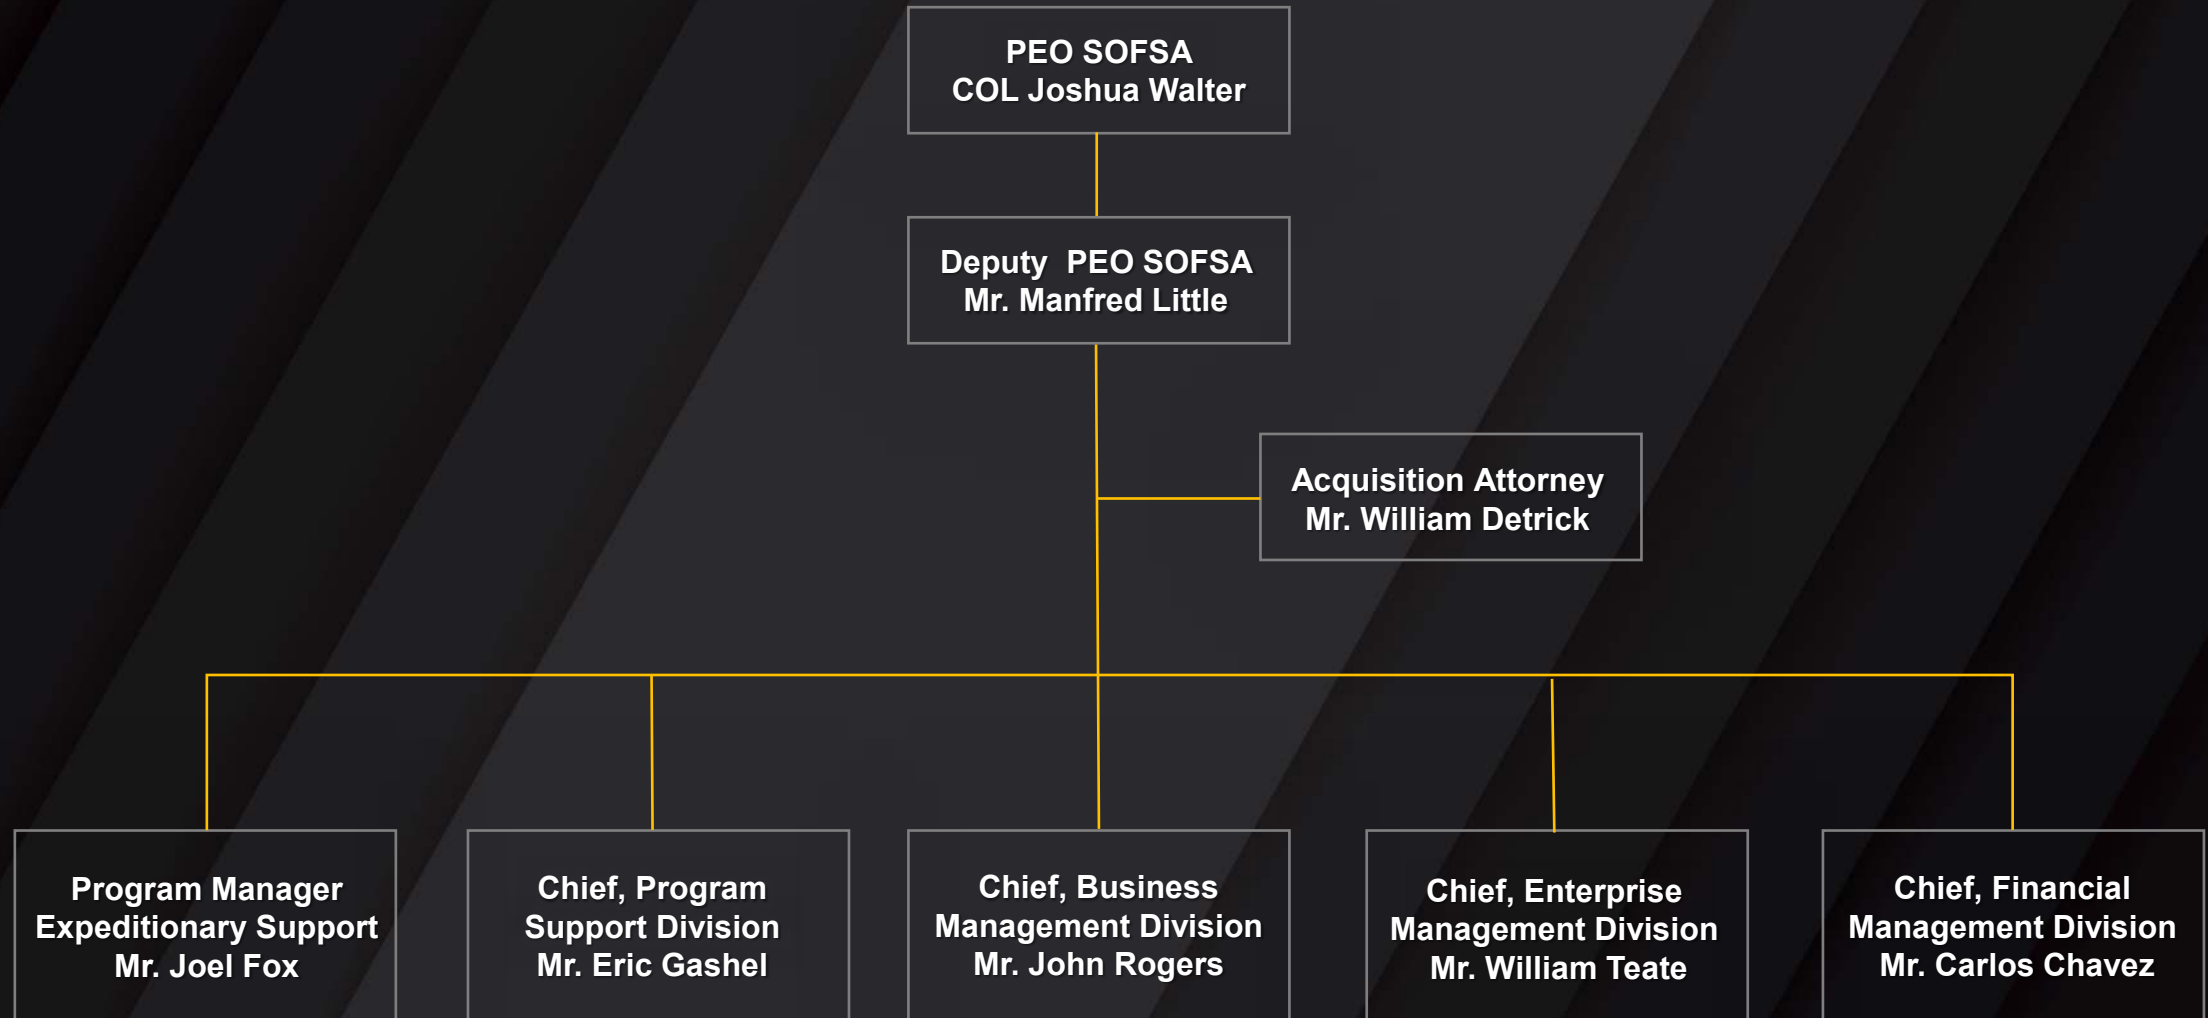 PEO SOFSA
COL Joshua Walter
Deputy  PEO SOFSA
Mr. Manfred Little
Acquisition Attorney
Mr. William Detrick
Program Manager
Expeditionary Support
Mr. Joel Fox
Chief, Program
Support Division
Mr. Eric Gashel
Chief, Business
Management Division
Mr. John Rogers
Chief, Enterprise
Management Division
Mr. William Teate
Chief, Financial
Management Division
Mr. Carlos Chavez